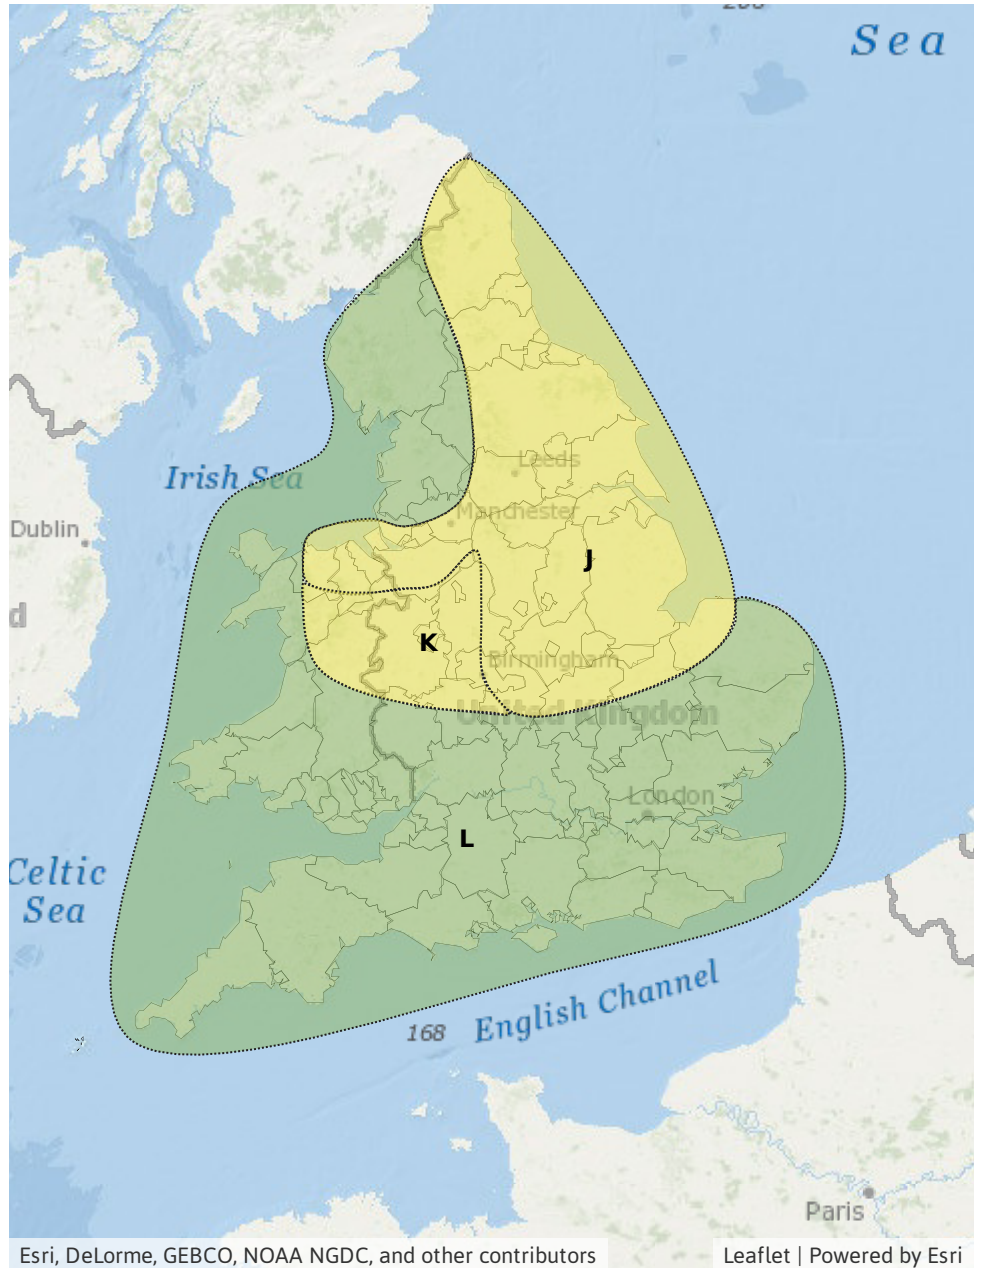 Sea
Irish Sea
Leeds
Manchester
Dublin
J
d
K
Birmingham
United Kingdom
London
L
Celtic
Sea
English Channel
168
Paris
Esri, DeLorme, GEBCO, NOAA NGDC, and other contributors
Leaflet | Powered by Esri